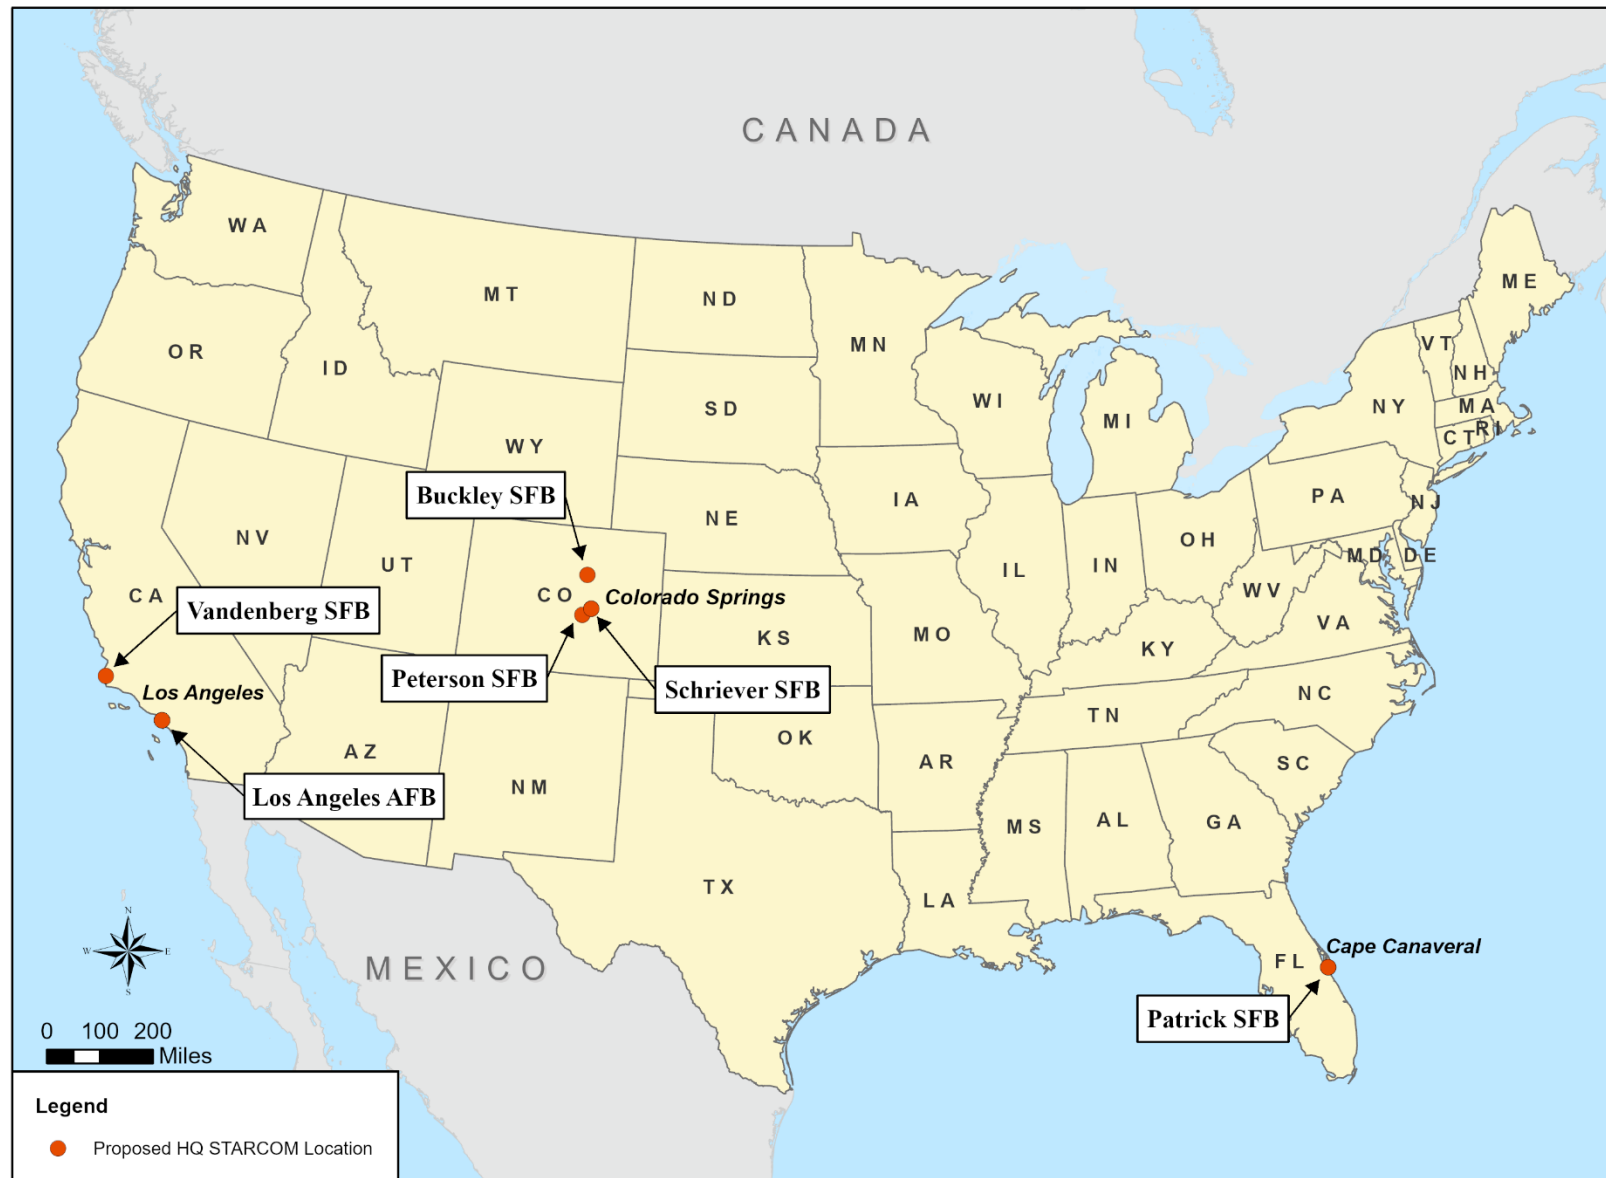 CANADA
WA
MT
ND
MN
ME
OR
ID
SD
WI
MI
VT
NH
NY
MA
CT
RI
WY
Buckley SFB
IA
PA
NJ
NE
NV
UT
OH
IL
IN
MD
DE
CA
CO
Colorado Springs
WV
VA
Vandenberg SFB
KS
MO
KY
Peterson SFB
Schriever SFB
Los Angeles
NC
TN
OK
AZ
AR
SC
NM
Los Angeles AFB
MS
AL
GA
TX
LA
N
W
E
S
MEXICO
Cape Canaveral
FL
Patrick SFB
0 100 200
Miles
Legend
Proposed HQ STARCOM Location